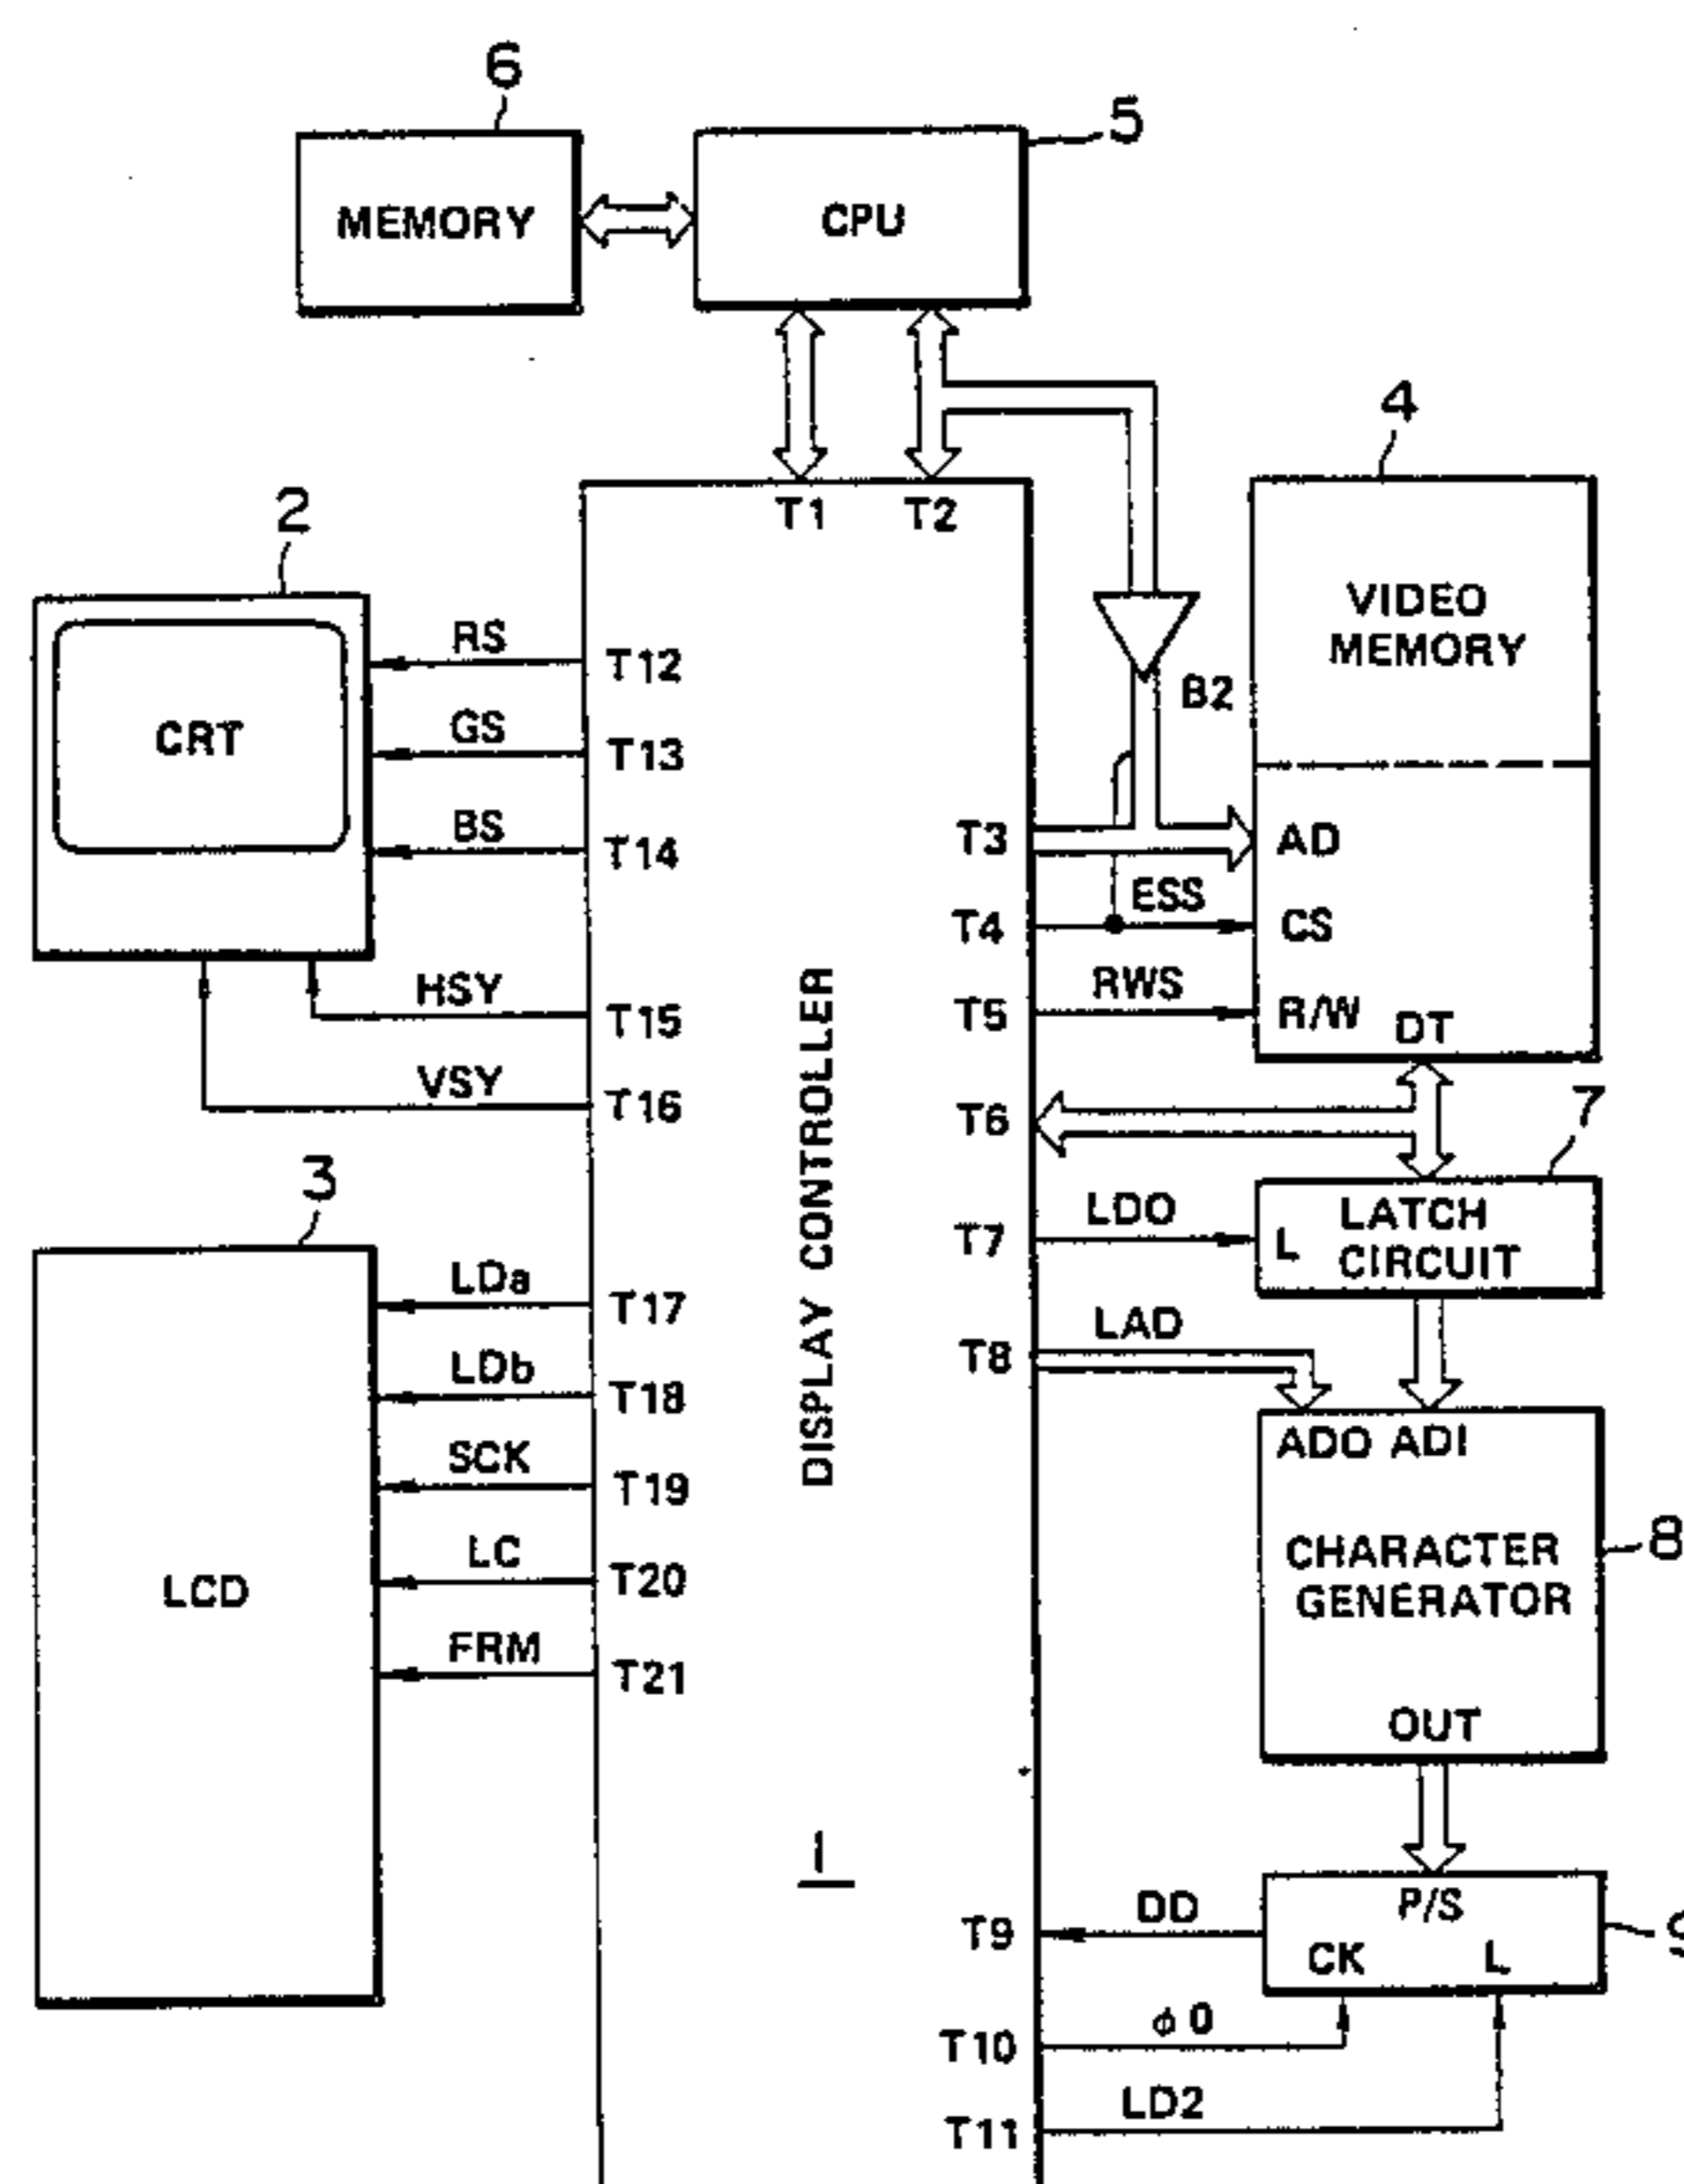 6
5
MEMORY
CPU
4
2
T1 T2
VIDEO
MEMORY
RS
T12
B2
CRT
GS
T13
BS
T14
T3
AD
T4
ESS
CS
HSY
T15
T5
RWS
R/W
DT
VSY
T16
T6
7
3
DISPLAY CONTROLLER
T7
LDO
L
LATCH
CIRCUIT
LDa
T17
T8
LAD
LDb
T18
ADO ADI
SCK
T19
CHARACTER
GENERATOR
8
LC
T20
LCD
FRM
T21
OUT
1
T9
DD
P/S
CK
L
9
T10
φ0
T11
LD2